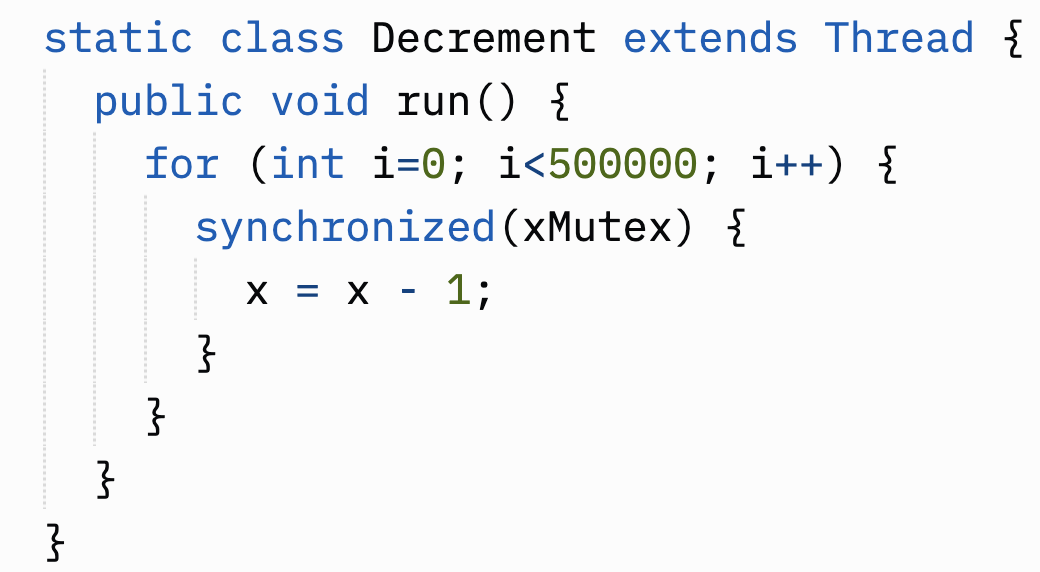 static class Decrement extends Thread {
  public void run() {
    for (int i=0; i<500000; i++) {
      synchronized(xMutex) {
        x = x - 1;
      }
    }
  }
}